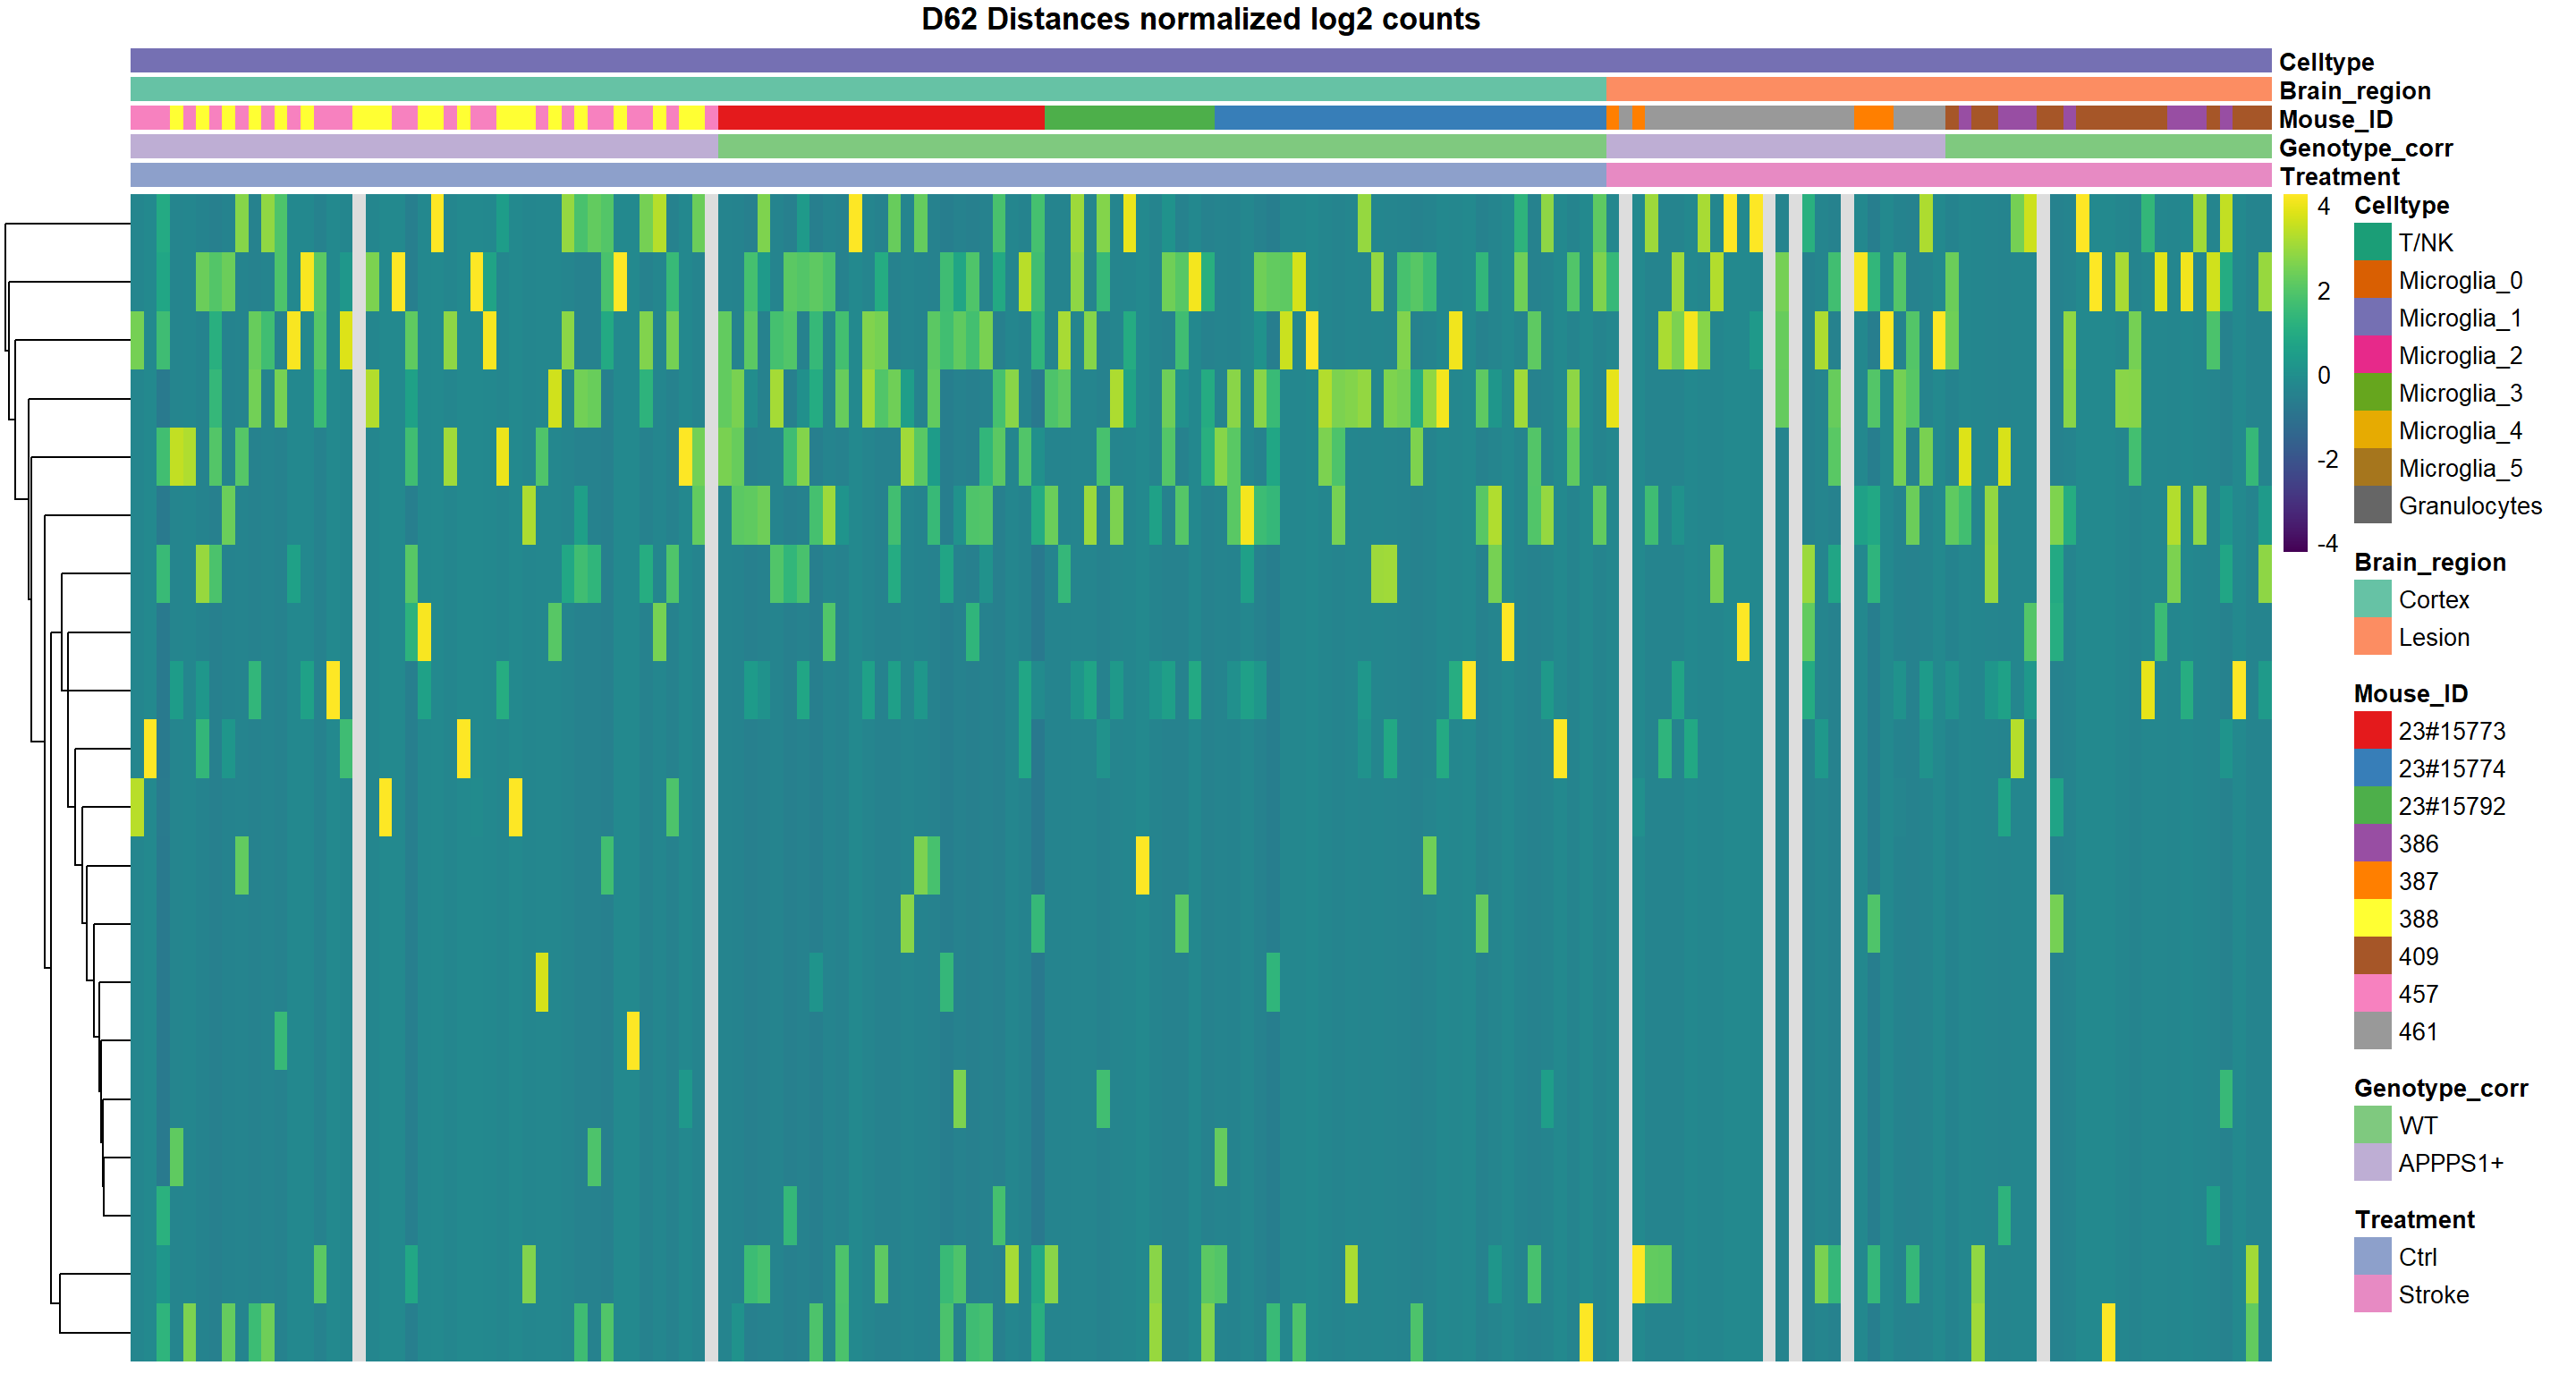 D62 Distances normalized log2 counts
Celltype
Brain_region
Mouse_ID
Genotype_corr
Treatment
4
2
0
-2
-4
Celltype
T/NK
Microglia_0
Microglia_1
Microglia_2
Microglia_3
Microglia_4
Microglia_5
Granulocytes
Brain_region
Cortex
Lesion
Mouse_ID
23#15773
23#15774
23#15792
386
387
388
409
457
461
Genotype_corr
WT
APPPS1+
Treatment
Ctrl
Stroke